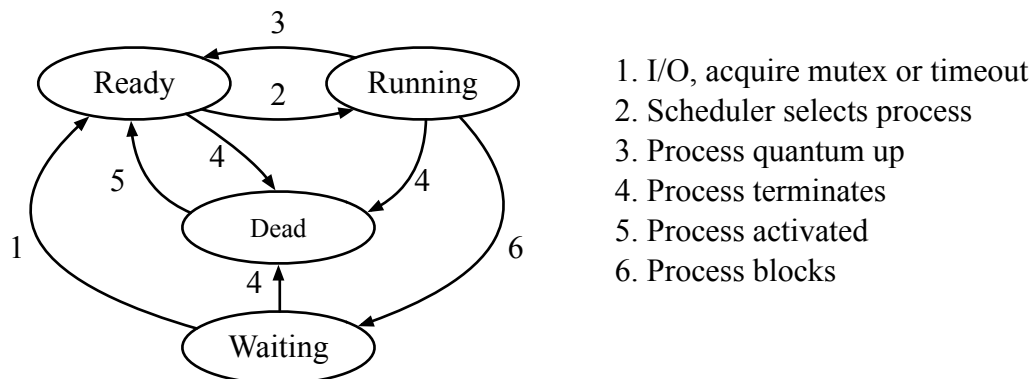 3
Ready
Running
2
4
4
5
Dead
1
6
4
Waiting
1. I/O, acquire mutex or timeout
2. Scheduler selects process
3. Process quantum up
4. Process terminates
5. Process activated
6. Process blocks